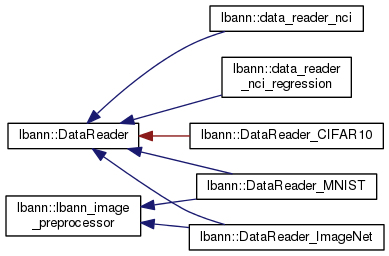 lbann::data_reader_nci
lbann::data_reader
_nci_regression
lbann::DataReader
lbann::DataReader_CIFAR10
lbann::DataReader_MNIST
lbann::lbann_image
_preprocessor
lbann::DataReader_ImageNet